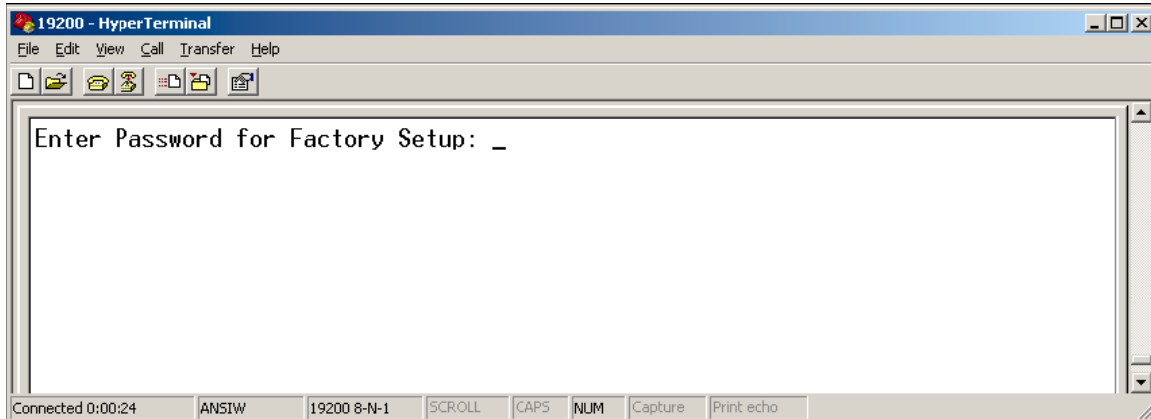 19200 - HyperTerminal
File Edit View Call Transfer Help
Enter Password for Factory Setup: _
Connected 0:00:24 ANSIW 19200 8-N-1 SCROLL CAPS NUM Capture Print echo